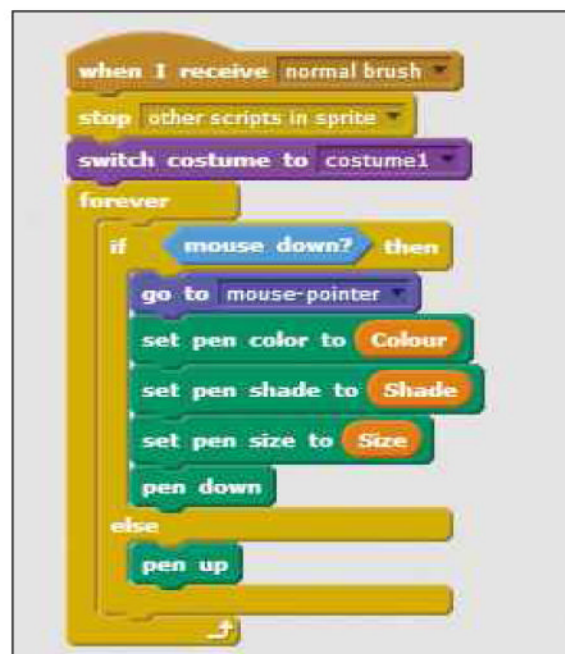 when I receive normal brush
stop other scripts in sprite
switch costume to costume1
forever
if mouse down? then
go to mouse-pointer
set pen color to Colour
set pen shade to Shade
set pen size to Size
pen down
else
pen up